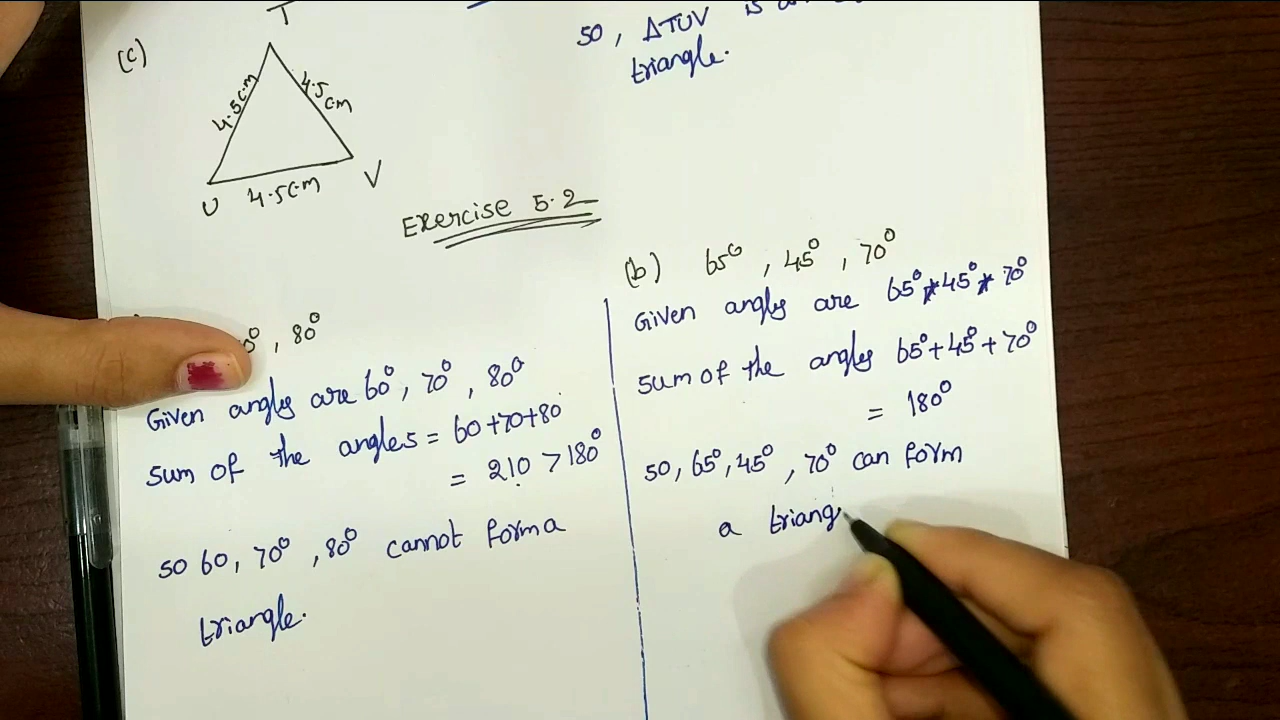 T
(c)
4.5cm
4.5cm
U 4.5cm V
so, ΔTUV is
triangle.
Exercise 5.2
0°, 80°
Given angles are 60°, 70°, 80°
Sum of the angles = 60+70+80
= 210 > 180°
so 60, 70°, 80° cannot form a
triangle.
(b) 65°, 45°, 70°
Given angles are 65°, 45°, 70°
Sum of the angles 65°+45°+70°
= 180°
so, 65°, 45°, 70° can form
a triang